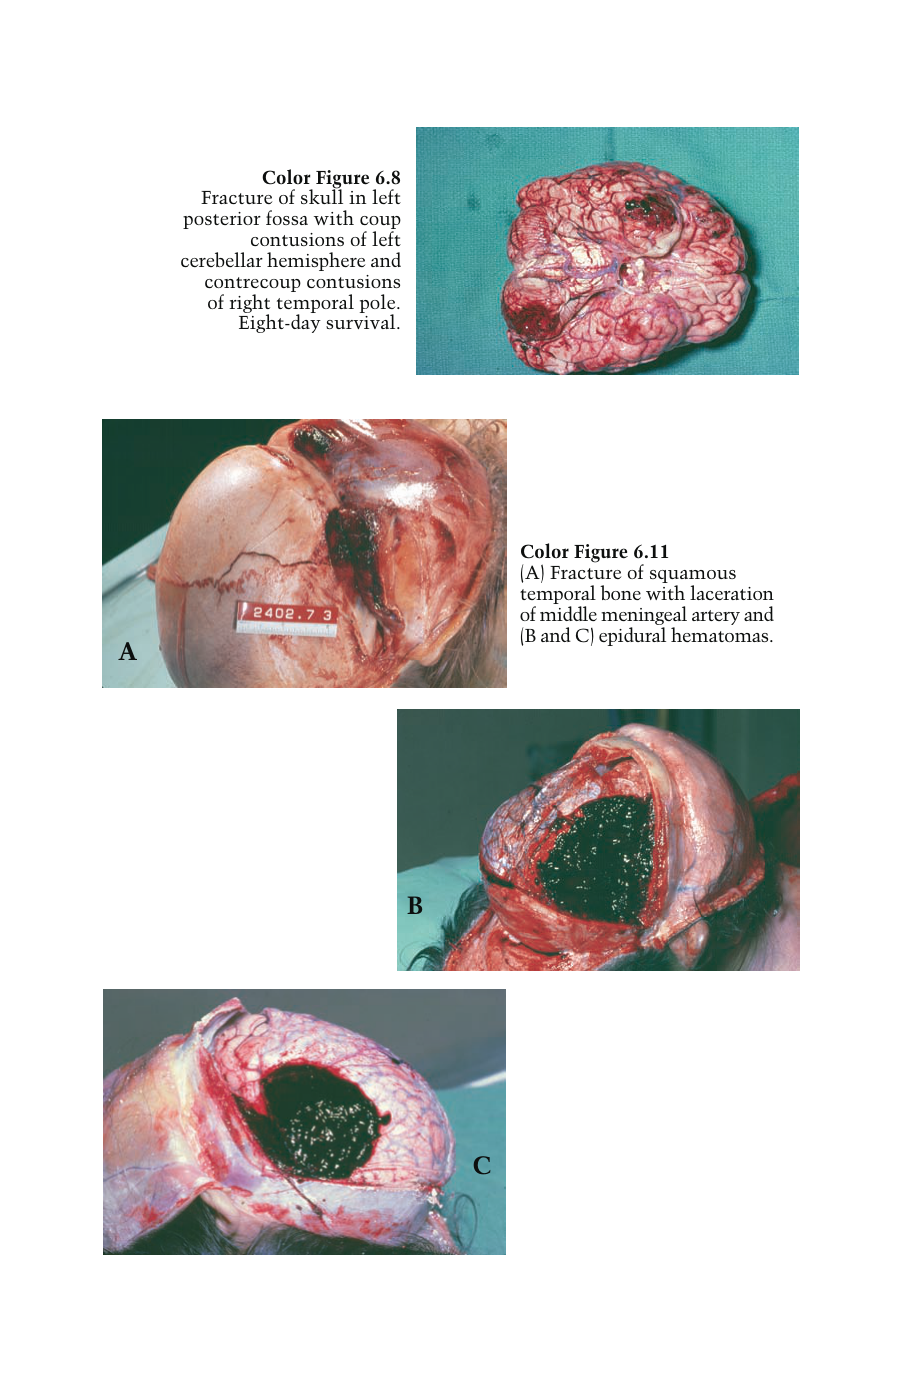 Color Figure 6.8
Fracture of skull in left
posterior fossa with coup
contusions of left
cerebellar hemisphere and
contrecoup contusions
of right temporal pole.
Eight-day survival.
2402.7 3
A
Color Figure 6.11
(A) Fracture of squamous
temporal bone with laceration
of middle meningeal artery and
(B and C) epidural hematomas.
B
C